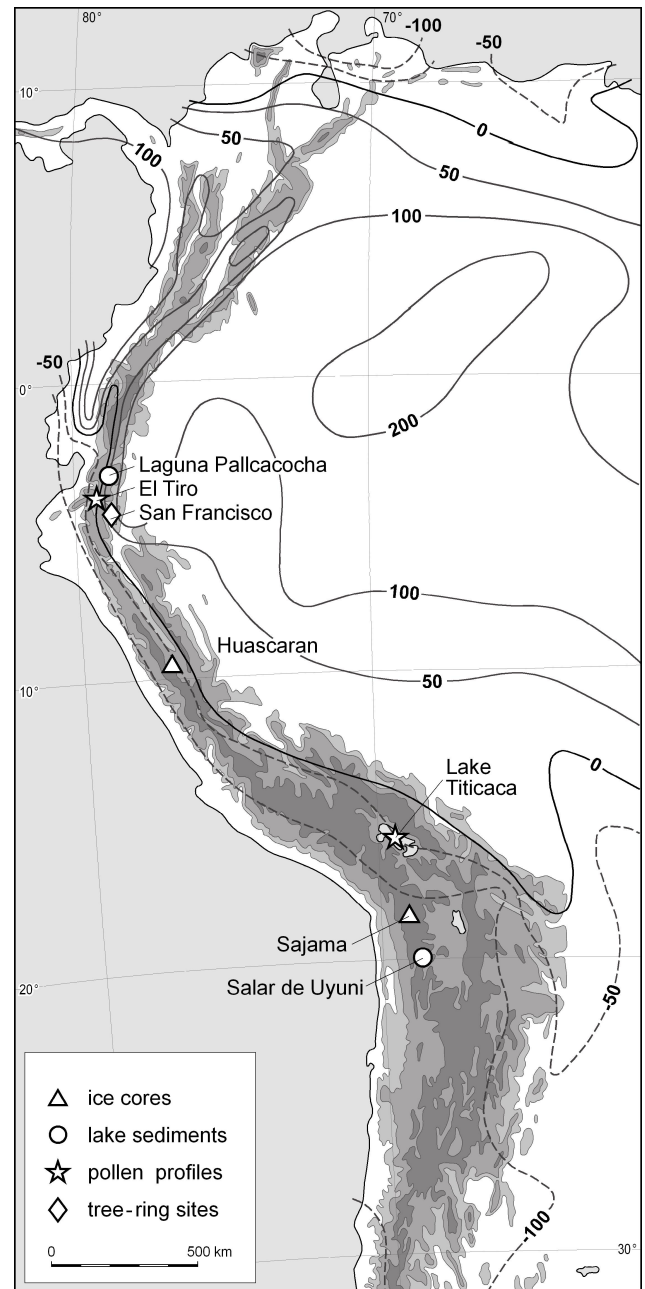 80°
70°
-100
-50
10°
0
50
100
50
100
-50
0°
200
Laguna Pallcacocha
El Tiro
San Francisco
100
Huascaran
50
10°
0
Lake
Titicaca
Sajama
Salar de Uyuni
-50
20°
ice cores
lake sediments
pollen profiles
tree-ring sites
0 500 km
-100
30°